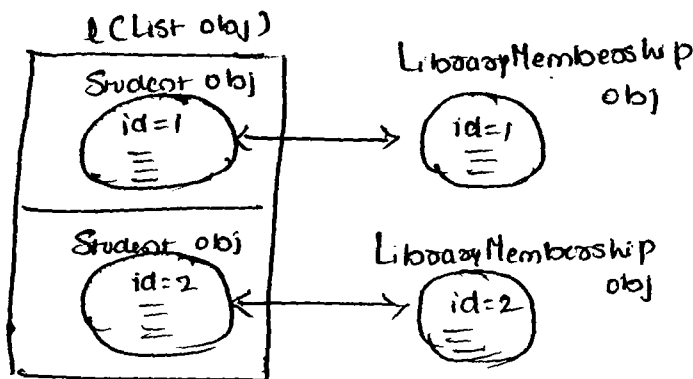 l (List obj)
Student obj
id=1
LibraryMembership
obj
id=1
Student obj
id=2
LibraryMembership
obj
id=2